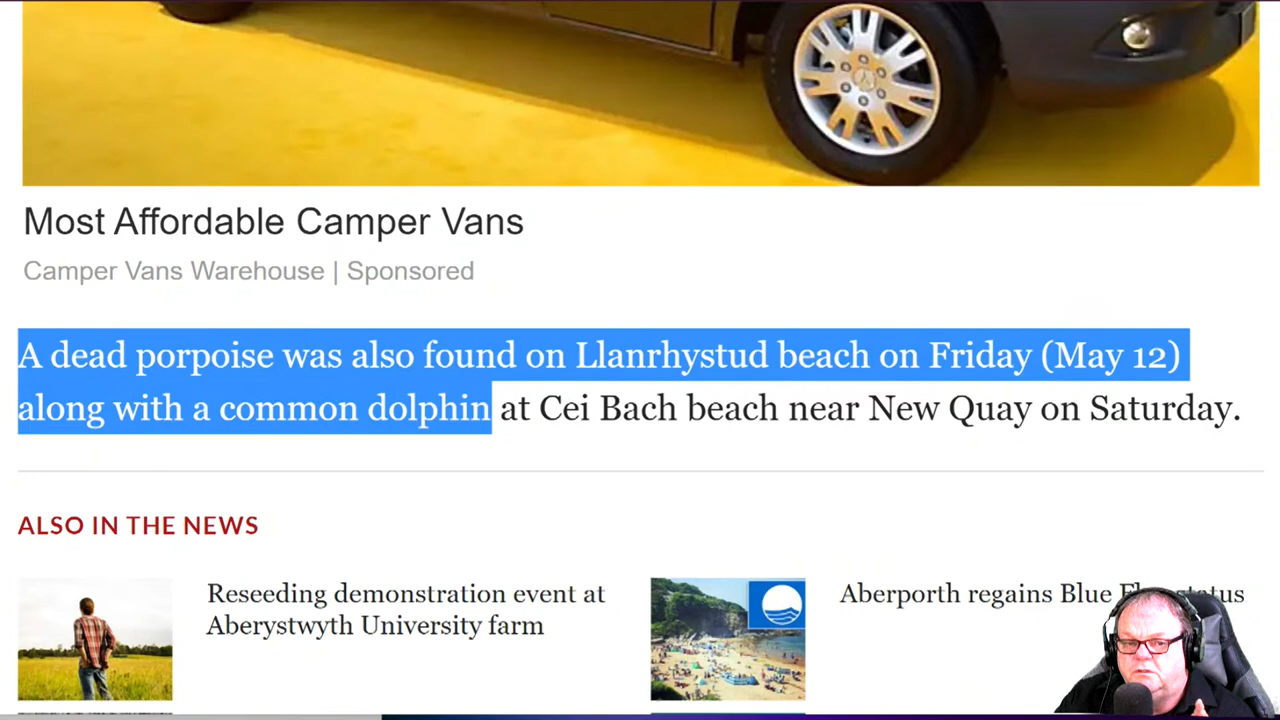 Most Affordable Camper Vans
Camper Vans Warehouse | Sponsored
A dead porpoise was also found on Llanrhystud beach on Friday (May 12)
along with a common dolphin at Cei Bach beach near New Quay on Saturday.
ALSO IN THE NEWS
Reseeding demonstration event at
Aberystwyth University farm
Aberporth regains Blue Flag status